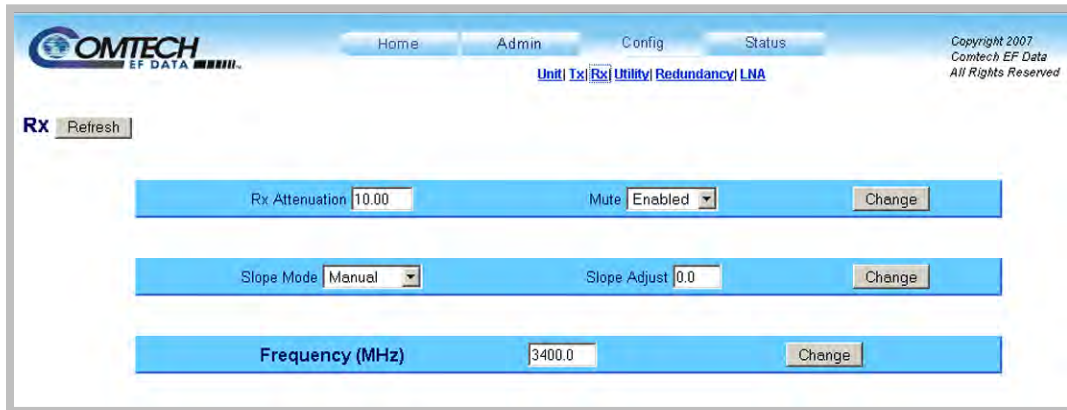 COMTECH
EF DATA
Home Admin Config Status
Unit| Tx| Rx| Utility| Redundancy| LNA
Copyright 2007
Comtech EF Data
All Rights Reserved
Rx Refresh
Rx Attenuation 10.00 Mute Enabled Change
Slope Mode Manual Slope Adjust 0.0 Change
Frequency (MHz) 3400.0 Change